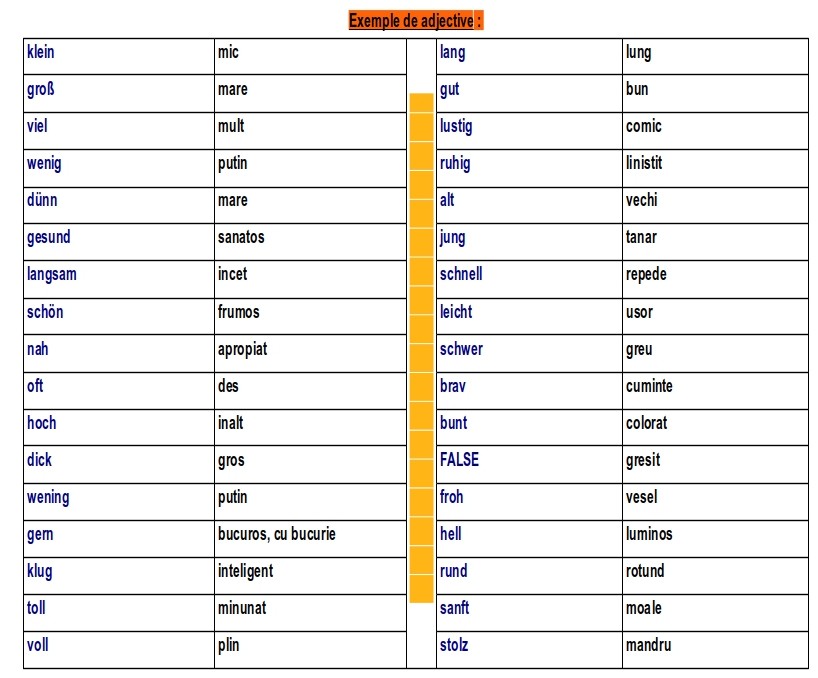 Exemple de adjective :
klein mic lang lung
groß mare gut bun
viel mult lustig comic
wenig putin ruhig linistit
dünn mare alt vechi
gesund sanatos jung tanar
langsam incet schnell repede
schön frumos leicht usor
nah apropiat schwer greu
oft des brav cuminte
hoch inalt bunt colorat
dick gros FALSE gresit
wening putin froh vesel
gern bucuros, cu bucurie hell luminos
klug inteligent rund rotund
toll minunat sanft moale
voll plin stolz mandru